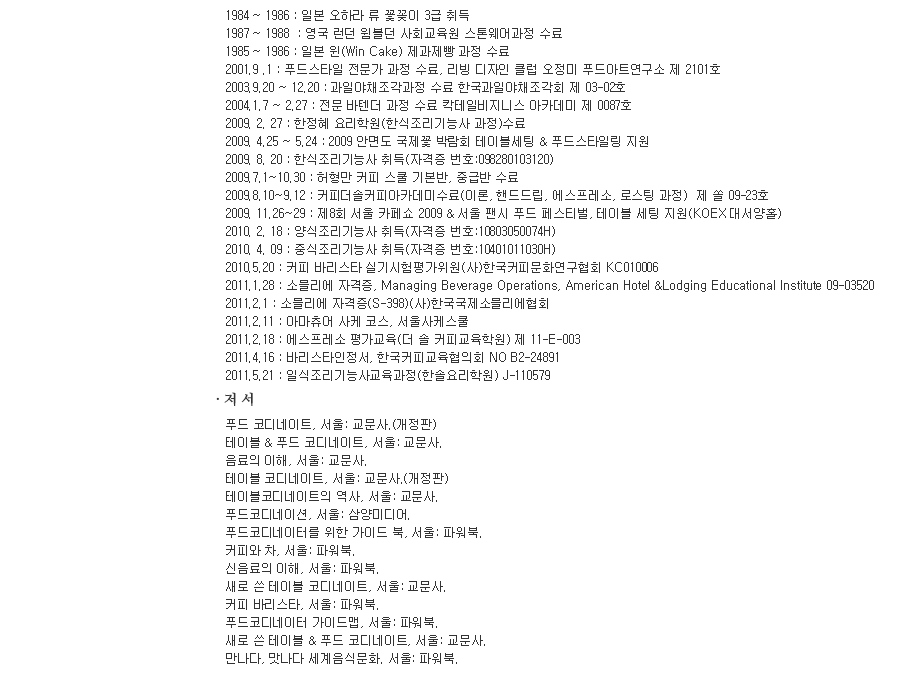 1984 ~ 1986 : 일본 오하라 류 꽃꽂이 3급 취득
1987 ~ 1988 : 영국 런던 윔블던 사회교육원 스톤웨어과정 수료
1985 ~ 1986 : 일본 윈(Win Cake) 제과제빵 과정 수료
2001.9 .1 : 푸드스타일 전문가 과정 수료, 리빙 디자인 클럽 오정미 푸드아트연구소 제 2101호
2003.9.20 ~ 12.20 : 과일야채조각과정 수료 한국과일야채조각회 제 03-02호
2004.1.7 ~ 2.27 : 전문 바텐더 과정 수료 칵테일비지니스 아카데미 제 0087호
2009. 2. 27 : 한정혜 요리학원(한식조리기능사 과정)수료
2009. 4.25 ~ 5.24 : 2009 안면도 국제꽃 박람회 테이블세팅 & 푸드스타일링 지원
2009. 8. 20 : 한식조리기능사 취득(자격증 번호:098280103120)
2009.7.1~10.30 : 허형만 커피 스쿨 기본반, 중급반 수료
2009.8.10~9.12 : 커피더솔커피아카데미수료(이론, 핸드드립, 에스프레소, 로스팅 과정) 제 쏠 09-23호
2009. 11.26~29 : 제8회 서울 카페쇼 2009 & 서울 팬시 푸드 페스티벌, 테이블 세팅 지원(KOEX 대서양홀)
2010. 2. 18 : 양식조리기능사 취득(자격증 번호:10803050074H)
2010. 4. 09 : 중식조리기능사 취득(자격증 번호:10401011030H)
2010.5.20 : 커피 바리스타 실기시험평가위원(사)한국커피문화연구협회 KC010006
2011.1.28 : 소믈리에 자격증, Managing Beverage Operations, American Hotel &Lodging Educational Institute 09-03520
2011.2.1 : 소믈리에 자격증(S-398)(사)한국국제소믈리에협회
2011.2.11 : 아마츄어 사케 코스, 서울사케스쿨
2011.2.18 : 에스프레소 평가교육(더 솔 커피교육학원) 제 11-E-003
2011.4.16 : 바리스타인정서, 한국커피교육협의회 NO B2-24891
2011.5.21 : 일식조리기능사교육과정(한솔요리학원) J-110579
· 저 서
푸드 코디네이트, 서울: 교문사.(개정판)
테이블 & 푸드 코디네이트, 서울: 교문사.
음료의 이해, 서울: 교문사.
테이블 코디네이트, 서울: 교문사.(개정판)
테이블코디네이트의 역사, 서울: 교문사.
푸드코디네이션, 서울: 삼양미디어.
푸드코디네이터를 위한 가이드 북, 서울: 파워북.
커피와 차, 서울: 파워북.
신음료의 이해, 서울: 파워북.
새로 쓴 테이블 코디네이트, 서울: 교문사.
커피 바리스타, 서울: 파워북.
푸드코디네이터 가이드맵, 서울: 파워북.
새로 쓴 테이블 & 푸드 코디네이트, 서울: 교문사.
만나다, 맛나다 세계음식문화. 서울: 파워북.